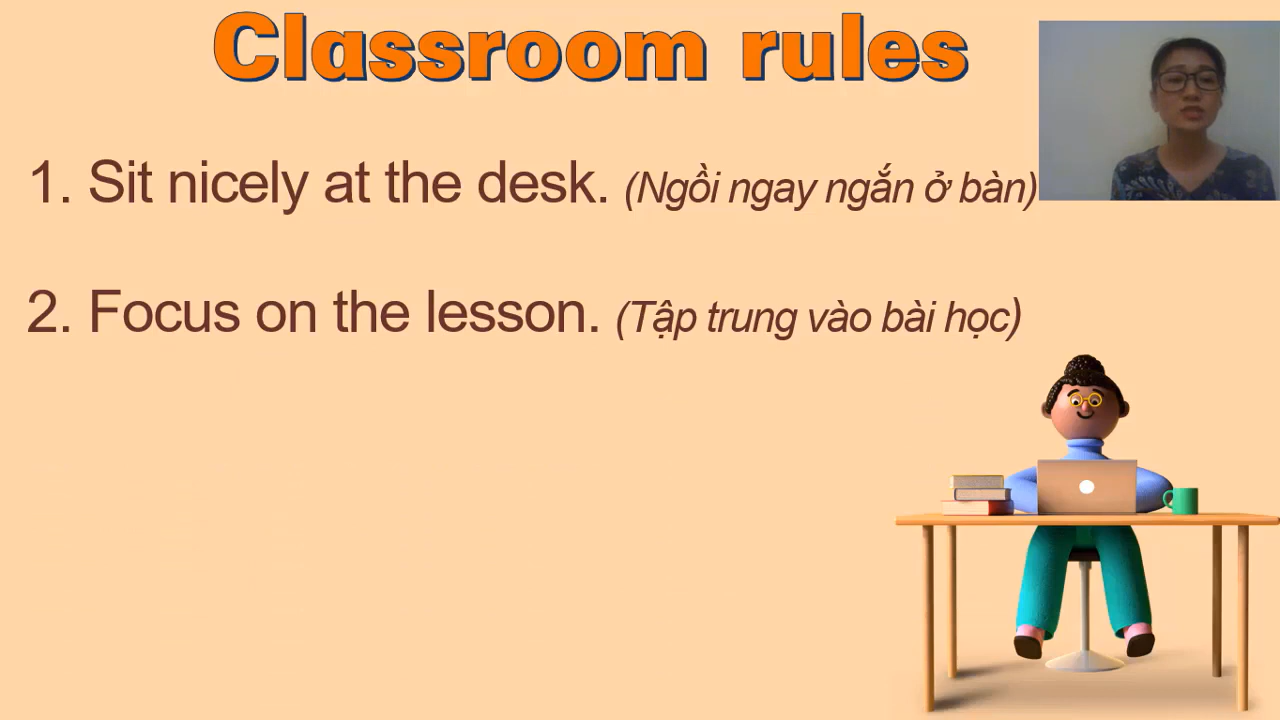 Classroom rules
1. Sit nicely at the desk. (Ngồi ngay ngắn ở bàn)
2. Focus on the lesson. (Tập trung vào bài học)